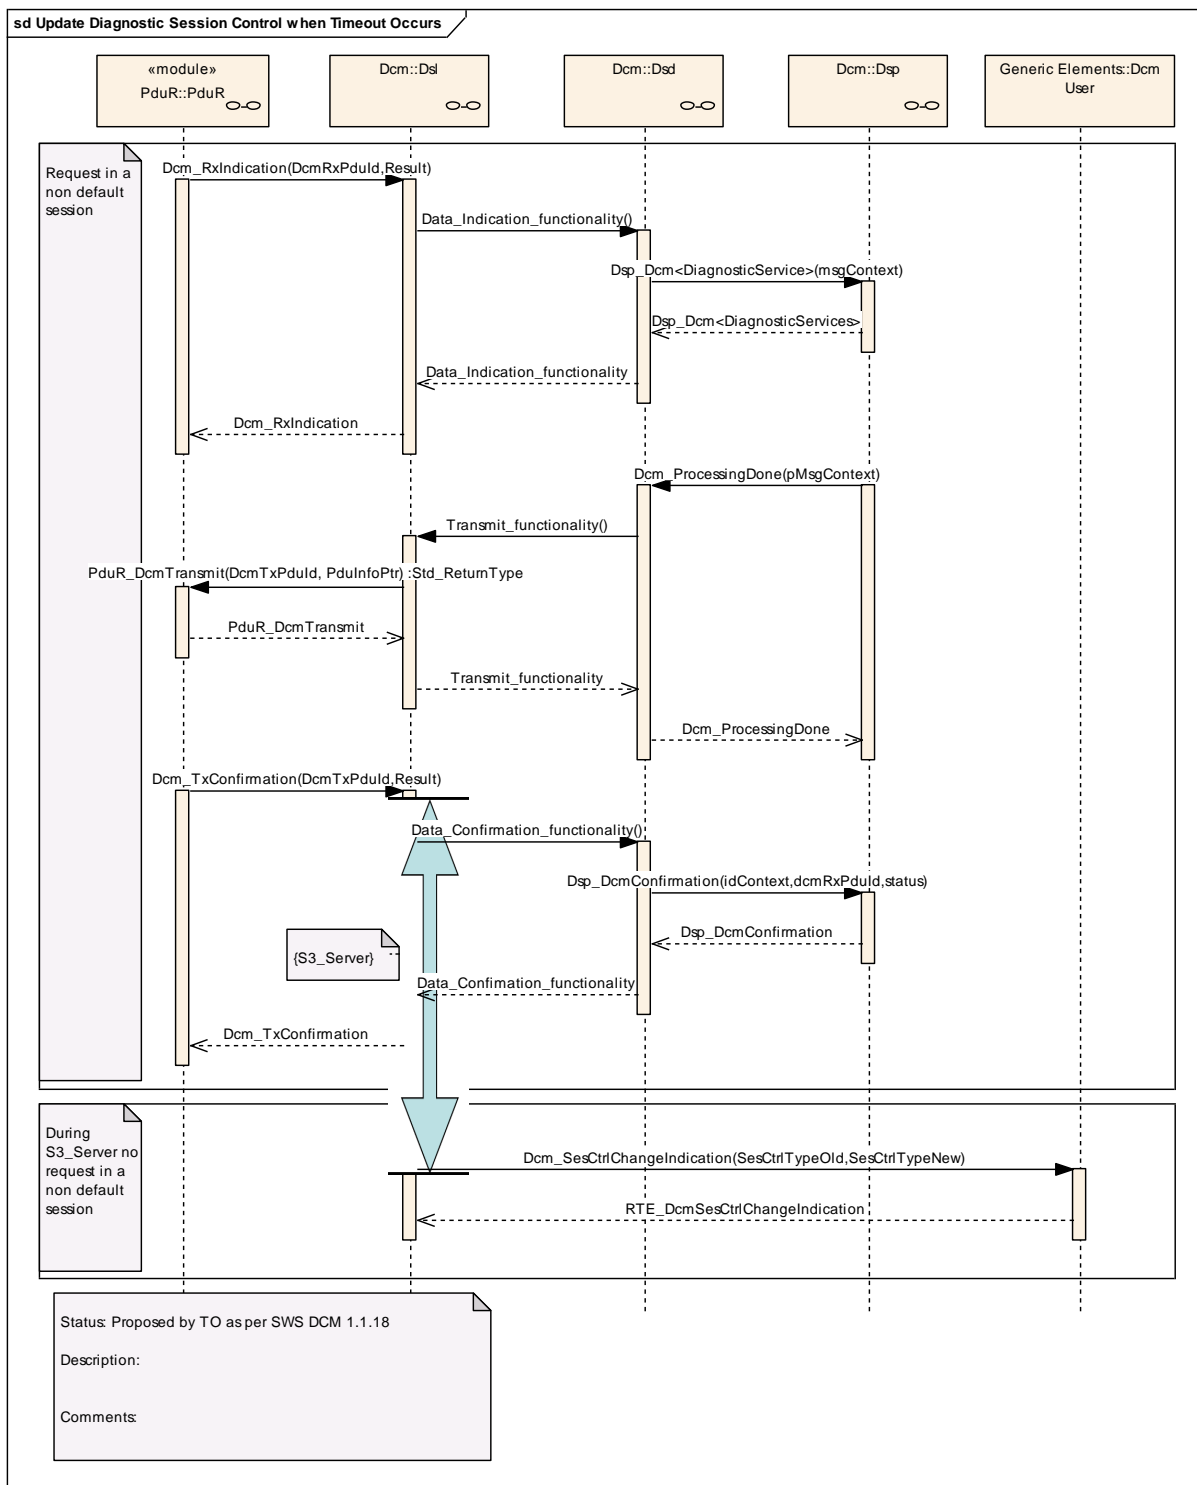 sd Update Diagnostic Session Control when Timeout Occurs
«module»
PduR::PduR
Dcm::Dsl
Dcm::Dsd
Dcm::Dsp
Generic Elements::Dcm
User
Request in a
non default
session
Dcm_RxIndication(DcmRxPduId,Result)
Data_Indication_functionality()
Dsp_Dcm<DiagnosticService>(msgContext)
Dsp_Dcm<DiagnosticServices>
Data_Indication_functionality
Dcm_RxIndication
Dcm_ProcessingDone(pMsgContext)
Transmit_functionality()
PduR_DcmTransmit(DcmTxPduId, PduInfoPtr) :Std_ReturnType
PduR_DcmTransmit
Transmit_functionality
Dcm_ProcessingDone
Dcm_TxConfirmation(DcmTxPduId,Result)
Data_Confirmation_functionality()
Dsp_DcmConfirmation(idContext,dcmRxPduId,status)
Dsp_DcmConfirmation
{S3_Server}
Data_Confimation_functionality
Dcm_TxConfirmation
During
S3_Server no
request in a
non default
session
Dcm_SesCtrlChangeIndication(SesCtrlTypeOld,SesCtrlTypeNew)
RTE_DcmSesCtrlChangeIndication
Status: Proposed by TO as per SWS DCM 1.1.18
Description:
Comments: